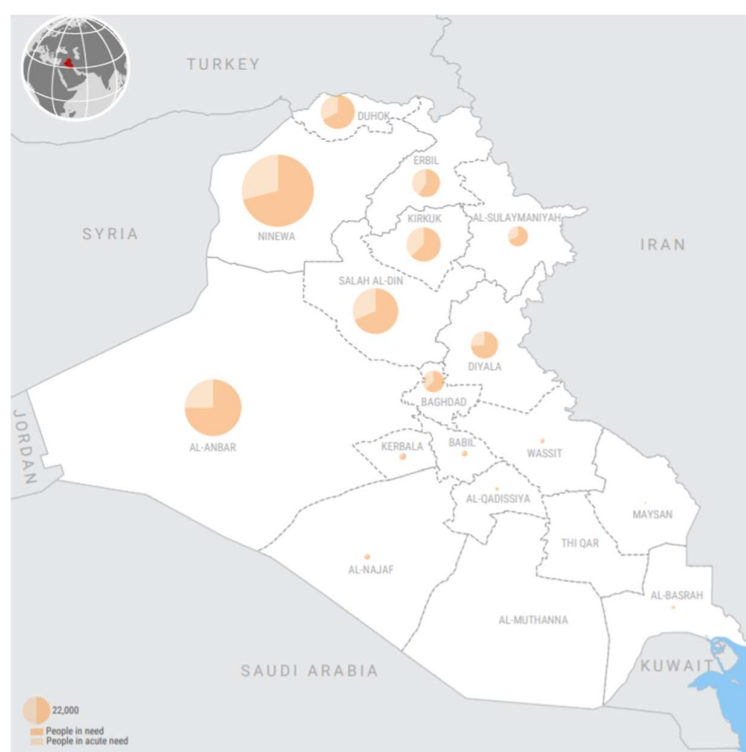 TURKEY
DUHOK
ERBIL
AL-SULAYMANIYAH
KIRKUK
NINEWA
SYRIA
IRAN
SALAH AL-DIN
DIYALA
BAGHDAD
JORDAN
AL-ANBAR
KERBALA
BABIL
WASSIT
AL-QADISSIYA
MAYSAN
THI QAR
AL-NAJAF
AL-BASRAH
AL-MUTHANNA
SAUDI ARABIA
KUWAIT
22,000
People in need
People in acute need